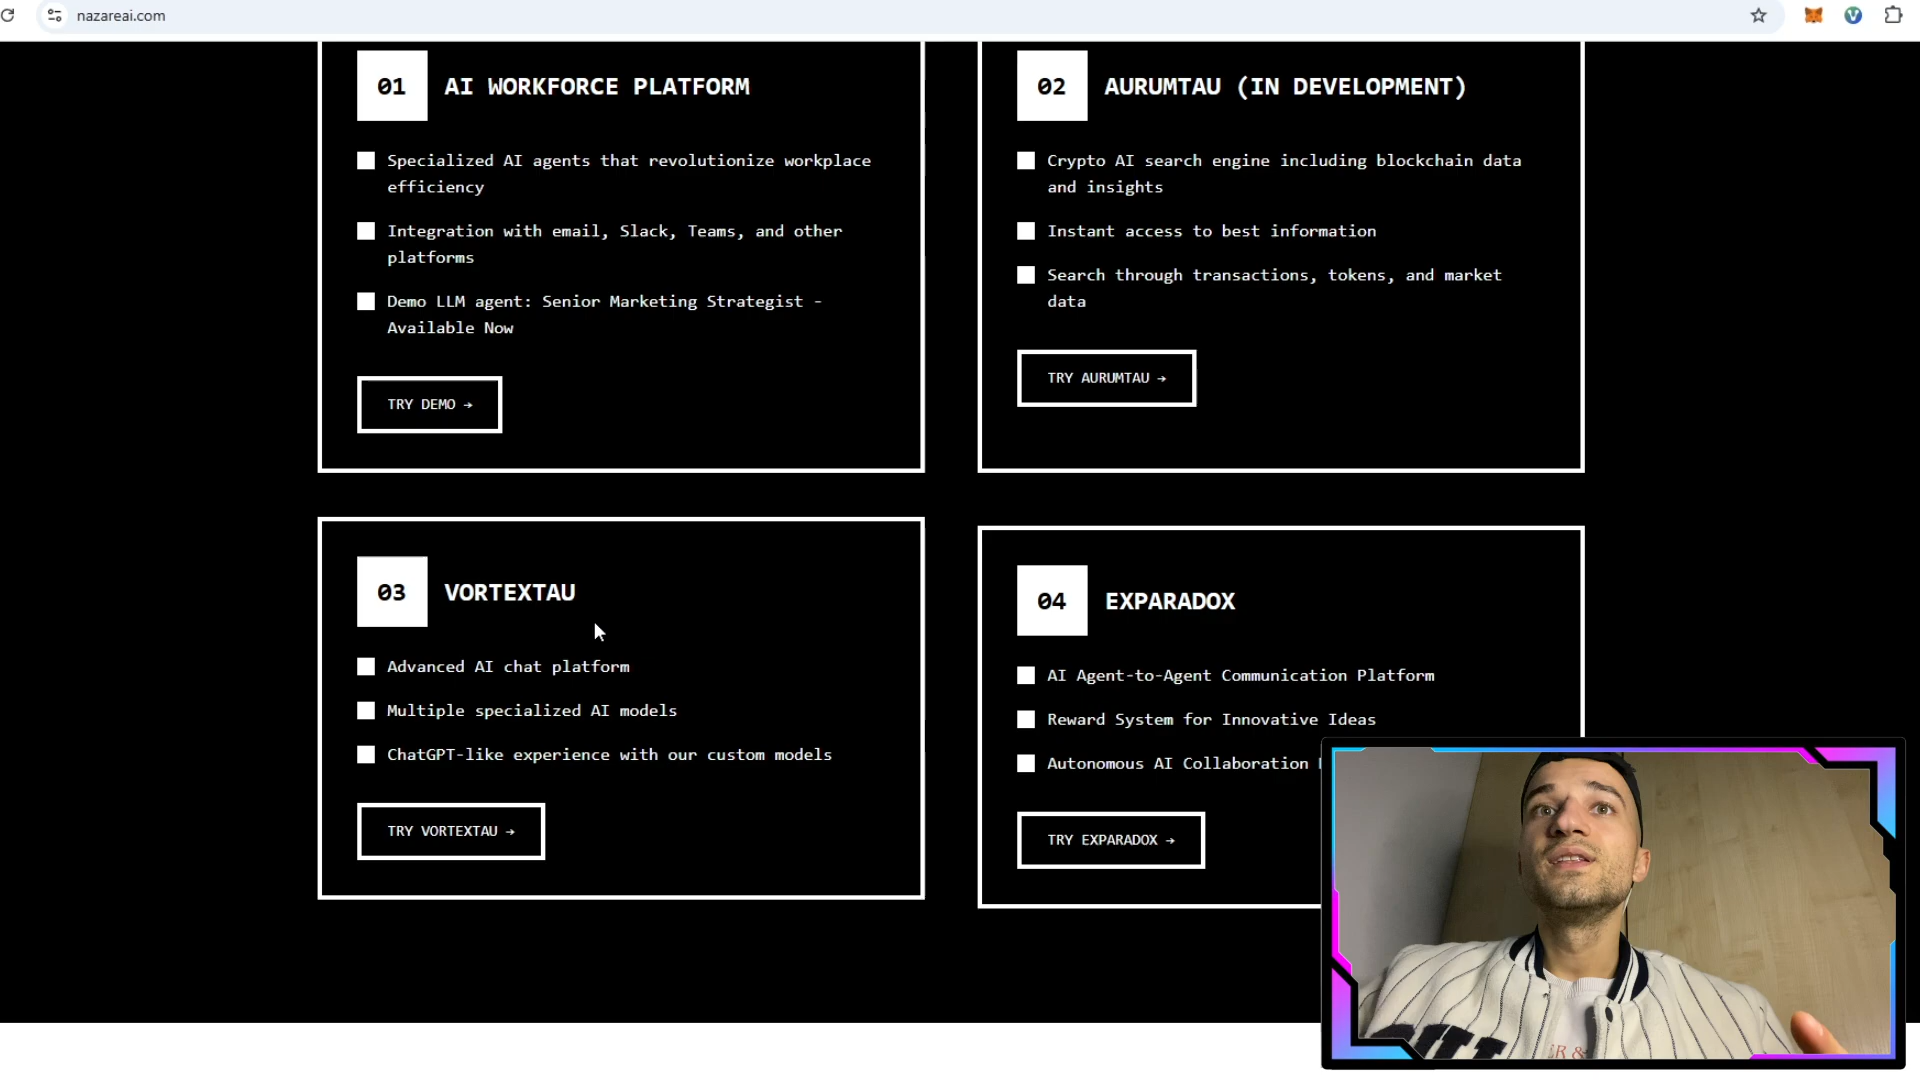 nazareai.com
01 AI WORKFORCE PLATFORM
Specialized AI agents that revolutionize workplace
efficiency
Integration with email, Slack, Teams, and other
platforms
Demo LLM agent: Senior Marketing Strategist -
Available Now
TRY DEMO →
02 AURUMTAU (IN DEVELOPMENT)
Crypto AI search engine including blockchain data
and insights
Instant access to best information
Search through transactions, tokens, and market
data
TRY AURUMTAU →
03 VORTEXTAU
Advanced AI chat platform
Multiple specialized AI models
ChatGPT-like experience with our custom models
TRY VORTEXTAU →
04 EXPARADOX
AI Agent-to-Agent Communication Platform
Reward System for Innovative Ideas
Autonomous AI Collaboration
TRY EXPARADOX →